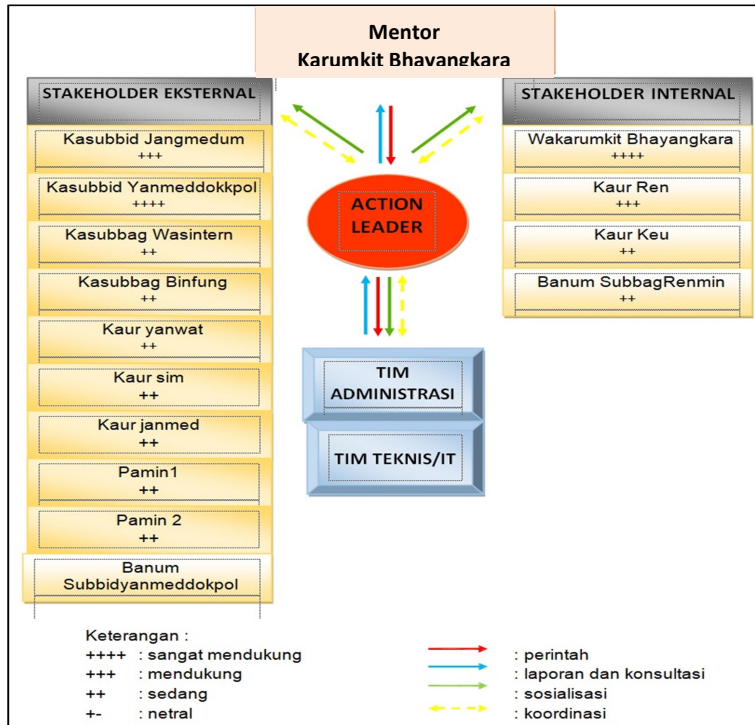 Mentor
Karumkit Bhayangkara
STAKEHOLDER EKSTERNAL
Kasubbid Jangmedum
+++
Kasubbid Yanmeddokkpol
++++
Kasubbag Wasintern
++
Kasubbag Binfung
++
Kaur yanwat
++
Kaur sim
++
Kaur janmed
++
Pamin1
++
Pamin 2
++
Banum
Subbidyanmeddokpol
ACTION
LEADER
TIM
ADMINISTRASI
TIM TEKNIS/IT
STAKEHOLDER INTERNAL
Wakarumkit Bhayangkara
++++
Kaur Ren
+++
Kaur Keu
++
Banum SubbagRenmin
++
Keterangan :
++++ : sangat mendukung
+++ : mendukung
++ : sedang
+- : netral
: perintah
: laporan dan konsultasi
: sosialisasi
: koordinasi